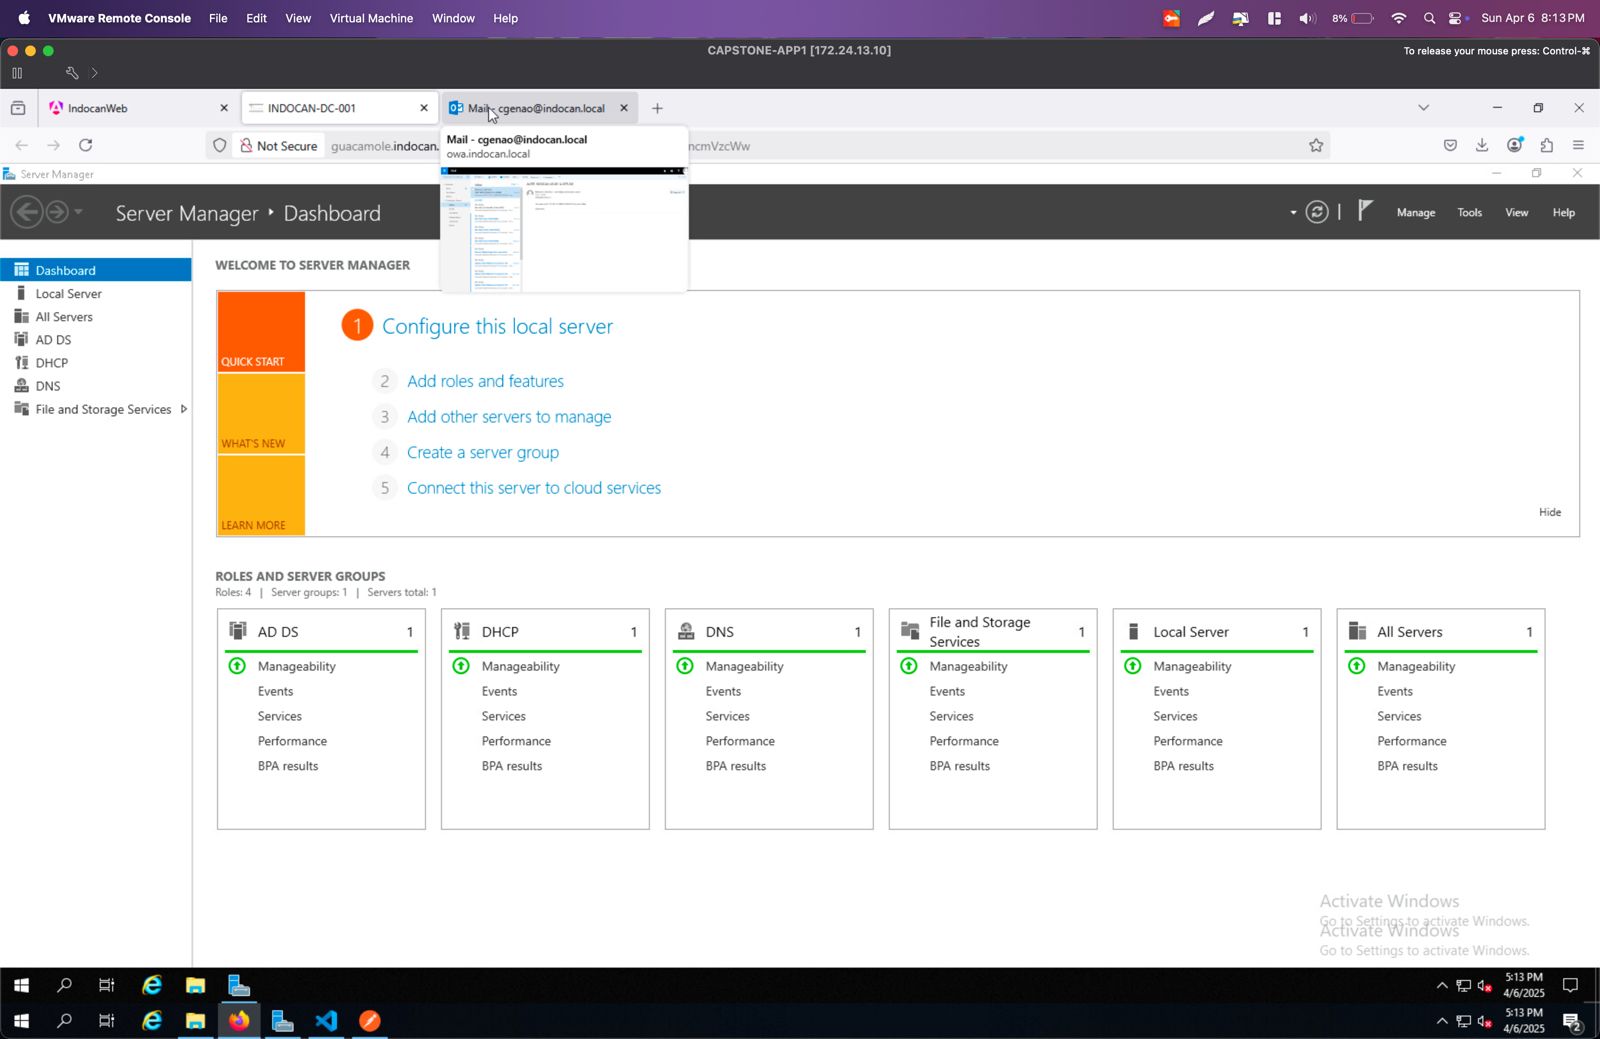 VMware Remote Console File Edit View Virtual Machine Window Help 8% Sun Apr 6 8:13 PM
CAPSTONE-APP1 [172.24.13.10]
To release your mouse press: Control-⌘
IndocanWeb
INDOCAN-DC-001
Mail - cgenao@indocan.local
Not Secure guacamole.indocan. ncmVzcWw
Mail - cgenao@indocan.local
owa.indocan.local
Server Manager
Server Manager ‣ Dashboard
Manage Tools View Help
Dashboard
Local Server
All Servers
AD DS
DHCP
DNS
File and Storage Services
WELCOME TO SERVER MANAGER
QUICK START
WHAT'S NEW
LEARN MORE
1 Configure this local server
2 Add roles and features
3 Add other servers to manage
4 Create a server group
5 Connect this server to cloud services
Hide
ROLES AND SERVER GROUPS
Roles: 4 | Server groups: 1 | Servers total: 1
AD DS 1
Manageability
Events
Services
Performance
BPA results
DHCP 1
Manageability
Events
Services
Performance
BPA results
DNS 1
Manageability
Events
Services
Performance
BPA results
File and Storage
Services 1
Manageability
Events
Services
Performance
BPA results
Local Server 1
Manageability
Events
Services
Performance
BPA results
All Servers 1
Manageability
Events
Services
Performance
BPA results
Activate Windows
Go to Settings to activate Windows.
Activate Windows
Go to Settings to activate Windows.
5:13 PM
4/6/2025
5:13 PM
4/6/2025
2